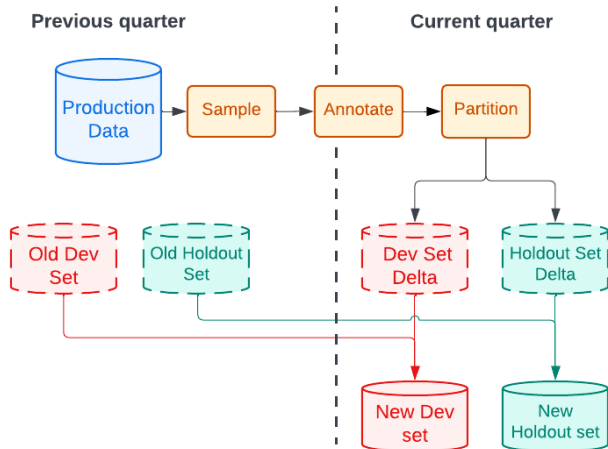 Previous quarter
Current quarter
Production
Data
Sample
Annotate
Partition
Old Dev
Set
Old Holdout
Set
Dev Set
Delta
Holdout Set
Delta
New Dev
set
New
Holdout set